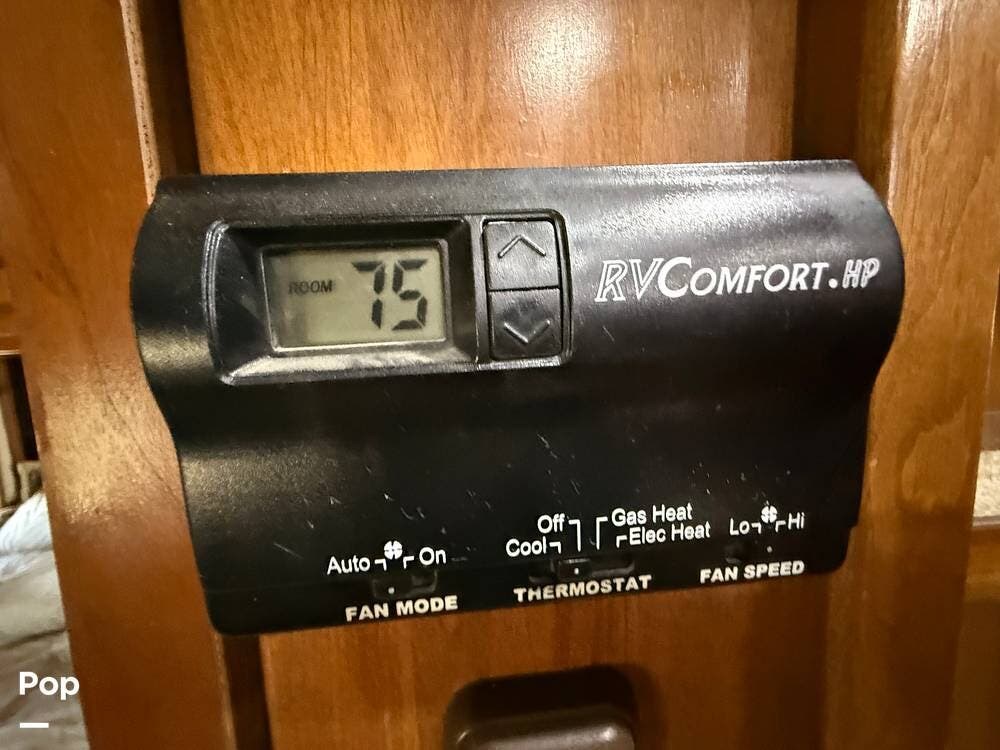 ROOM 75
RVCOMFORT.HP
Off Gas Heat
Auto On Cool Elec Heat Lo Hi
FAN MODE THERMOSTAT FAN SPEED
Pop